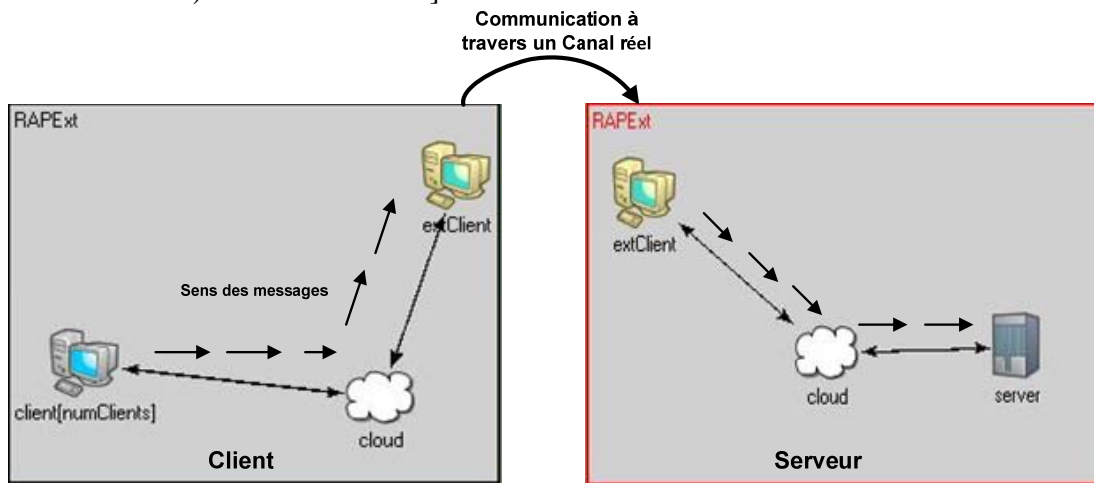 Communication à
travers un Canal réel
RAPExt
extClient
Sens des messages
client[numClients]
cloud
Client
RAPExt
extClient
cloud
server
Serveur